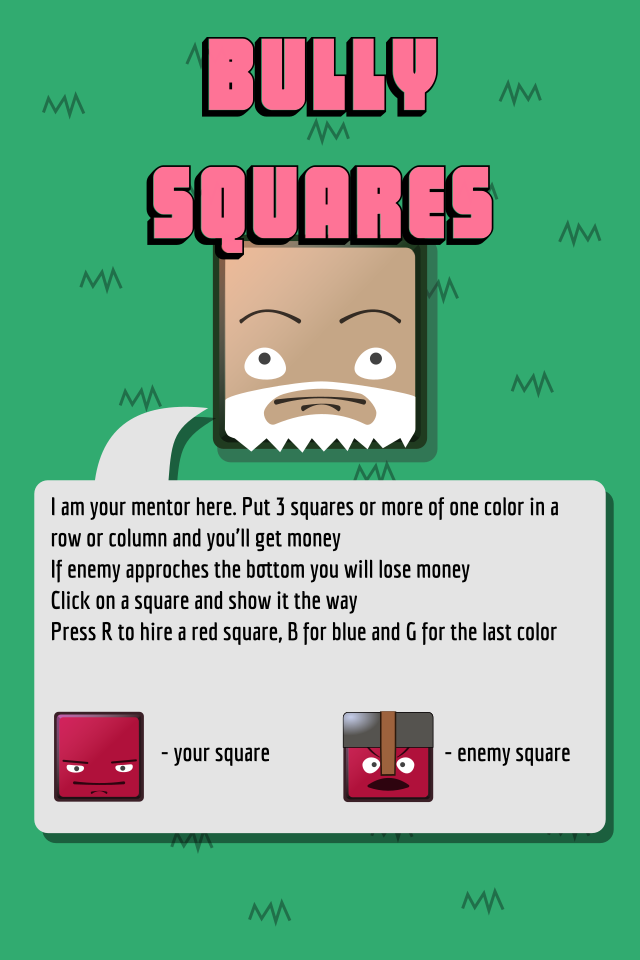 BULLY
SQUARES
I am your mentor here. Put 3 squares or more of one color in a
row or column and you'll get money
If enemy approches the bottom you will lose money
Click on a square and show it the way
Press R to hire a red square, B for blue and G for the last color
- your square
- enemy square